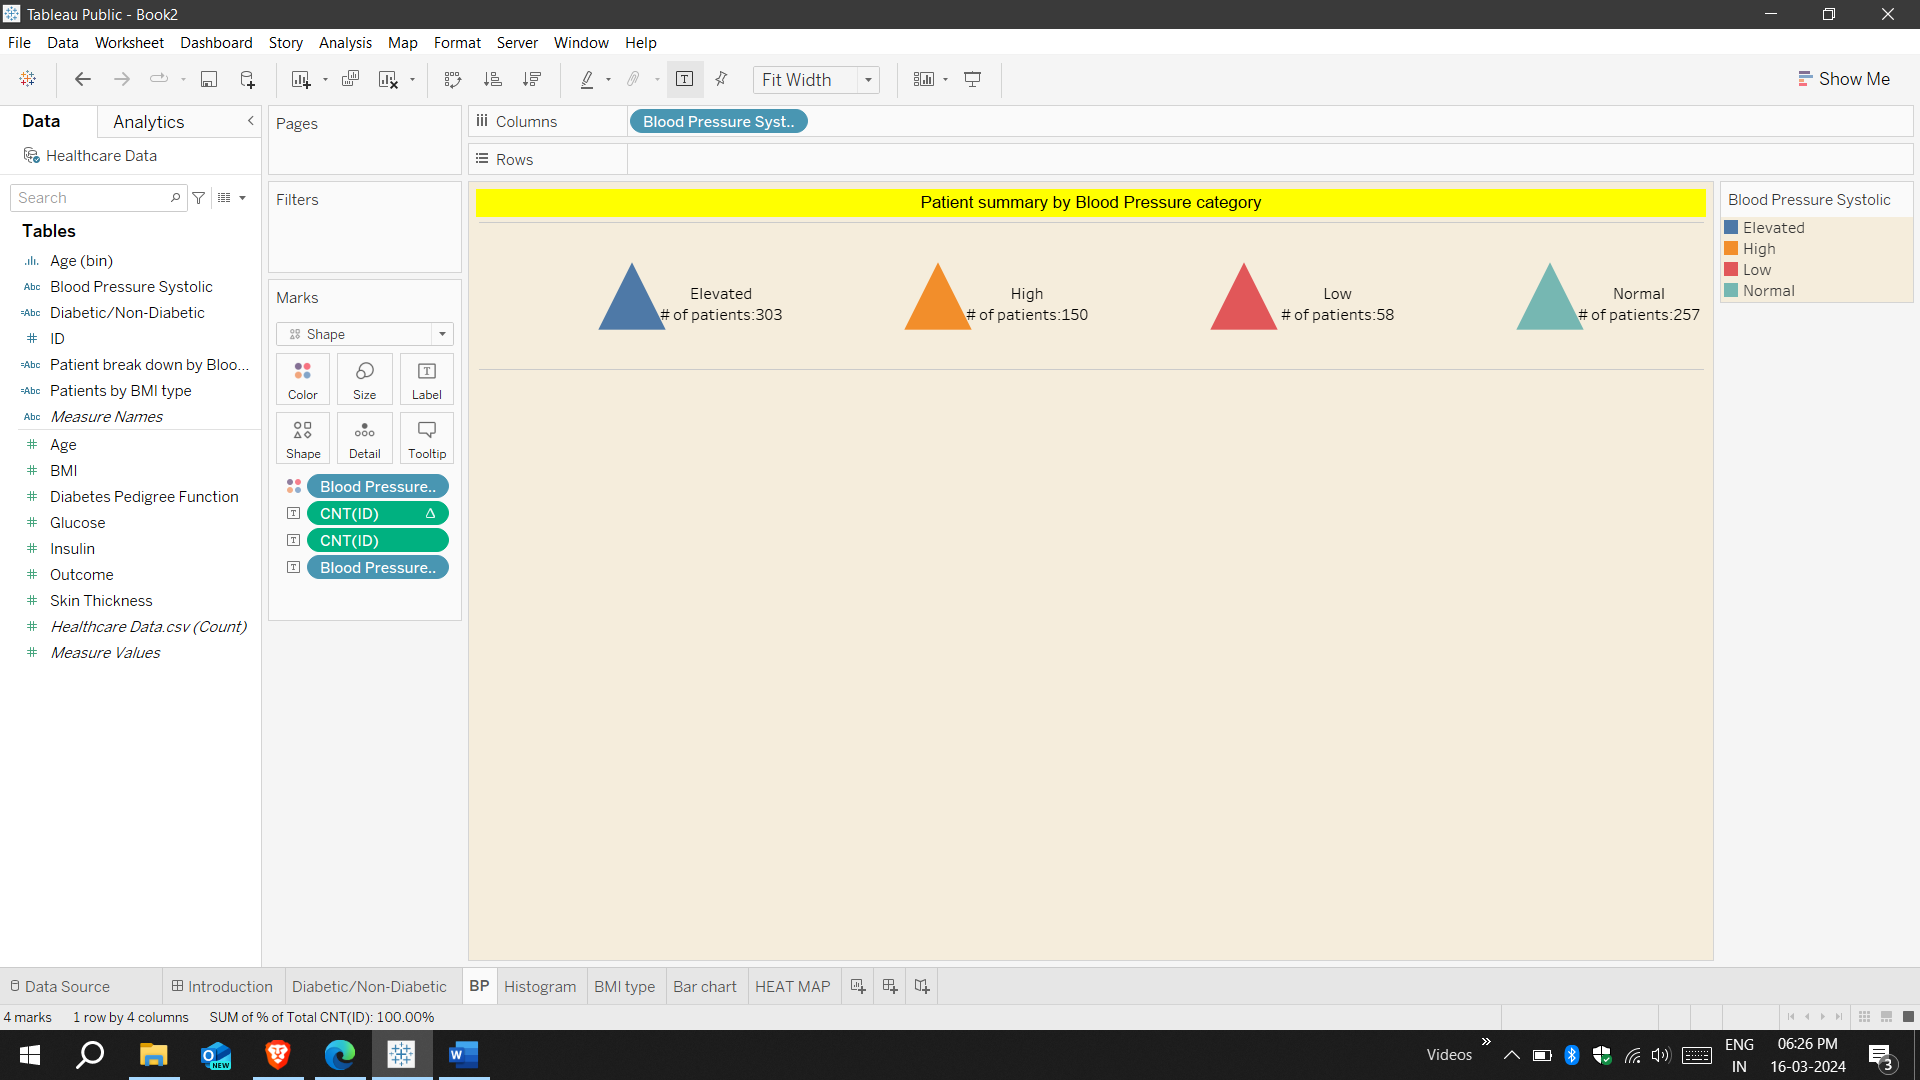 Tableau Public - Book2
File Data Worksheet Dashboard Story Analysis Map Format Server Window Help
Fit Width
Show Me
Data Analytics
Healthcare Data
Search
Tables
Age (bin)
Abc Blood Pressure Systolic
=Abc Diabetic/Non-Diabetic
# ID
=Abc Patient break down by Bloo...
=Abc Patients by BMI type
Abc Measure Names
# Age
# BMI
# Diabetes Pedigree Function
# Glucose
# Insulin
# Outcome
# Skin Thickness
# Healthcare Data.csv (Count)
# Measure Values
Pages
Filters
Marks
Shape
Color Size Label
Shape Detail Tooltip
Blood Pressure..
CNT(ID) Δ
CNT(ID)
Blood Pressure..
Columns Blood Pressure Syst..
Rows
Patient summary by Blood Pressure category
Elevated
# of patients:303
High
# of patients:150
Low
# of patients:58
Normal
# of patients:257
Blood Pressure Systolic
Elevated
High
Low
Normal
Data Source Introduction Diabetic/Non-Diabetic BP Histogram BMI type Bar chart HEAT MAP
4 marks 1 row by 4 columns SUM of % of Total CNT(ID): 100.00%
Videos
ENG
IN
06:26 PM
16-03-2024
3
NEW